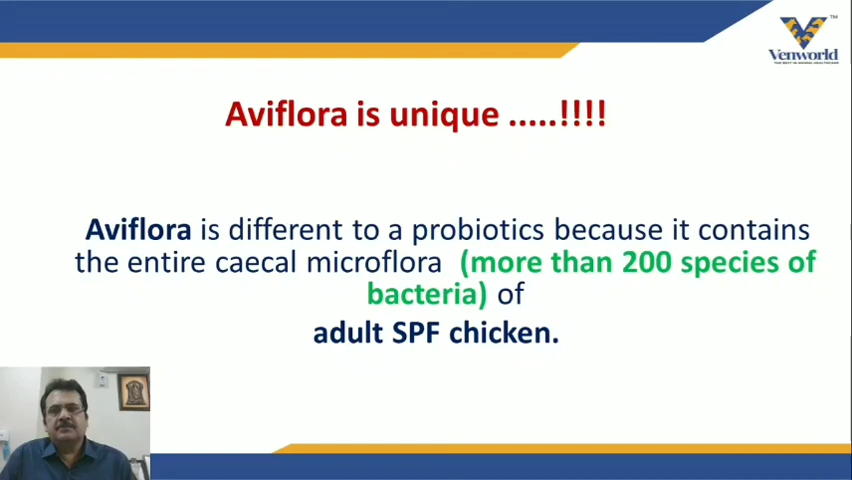 TM
Venworld
Aviflora is unique .....!!!!
Aviflora is different to a probiotics because it contains
the entire caecal microflora (more than 200 species of
bacteria) of
adult SPF chicken.